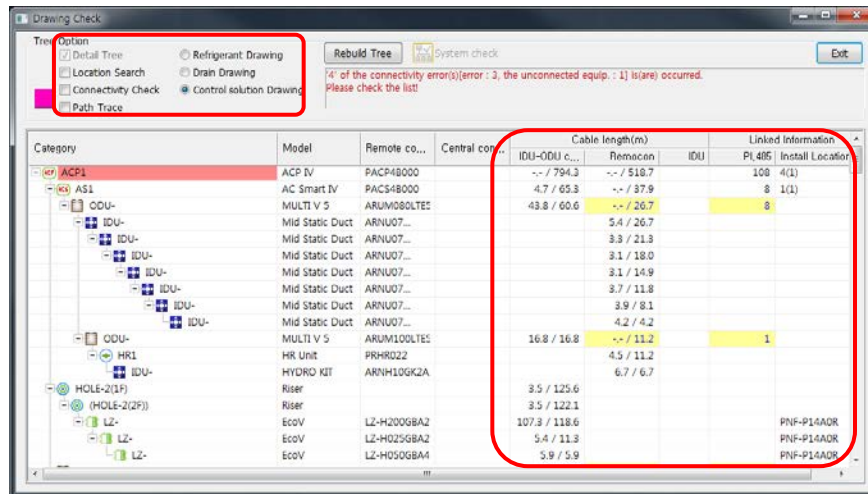 Drawing Check
Tree Option
Detail Tree Refrigerant Drawing
Location Search Drain Drawing
Connectivity Check Control solution Drawing
Path Trace
Rebuild Tree System check Exit
'4' of the connectivity error(s)[error : 3, the unconnected equip. : 1] is(are) occurred.
Please check the list!
Category Model Remote co... Central con... Cable length(m) Linked Information
IDU-ODU c... Remocon IDU PI,485 Install Location
ACP1 ACP IV PACP4B000 -.- / 794.3 -.- / 518.7 108 4(1)
AS1 AC Smart IV PACS4B000 4.7 / 65.3 -.- / 37.9 8 1(1)
ODU- MULTI V 5 ARUM080LTE5 43.8 / 60.6 -.- / 26.7 8
IDU- Mid Static Duct ARNU07... 5.4 / 26.7
IDU- Mid Static Duct ARNU07... 3.3 / 21.3
IDU- Mid Static Duct ARNU07... 3.1 / 18.0
IDU- Mid Static Duct ARNU07... 3.1 / 14.9
IDU- Mid Static Duct ARNU07... 3.7 / 11.8
IDU- Mid Static Duct ARNU07... 3.9 / 8.1
IDU- Mid Static Duct ARNU07... 4.2 / 4.2
ODU- MULTI V 5 ARUM100LTE5 16.8 / 16.8 -.- / 11.2 1
HR1 HR Unit PRHR022 4.5 / 11.2
IDU- HYDRO KIT ARNH10GK2A 6.7 / 6.7
HOLE-2(1F) Riser 3.5 / 125.6
(HOLE-2(2F)) Riser 3.5 / 122.1
LZ- EcoV LZ-H200GBA2 107.3 / 118.6 PNF-P14A0R
LZ- EcoV LZ-H025GBA2 5.4 / 11.3 PNF-P14A0R
LZ- EcoV LZ-H050GBA4 5.9 / 5.9 PNF-P14A0R